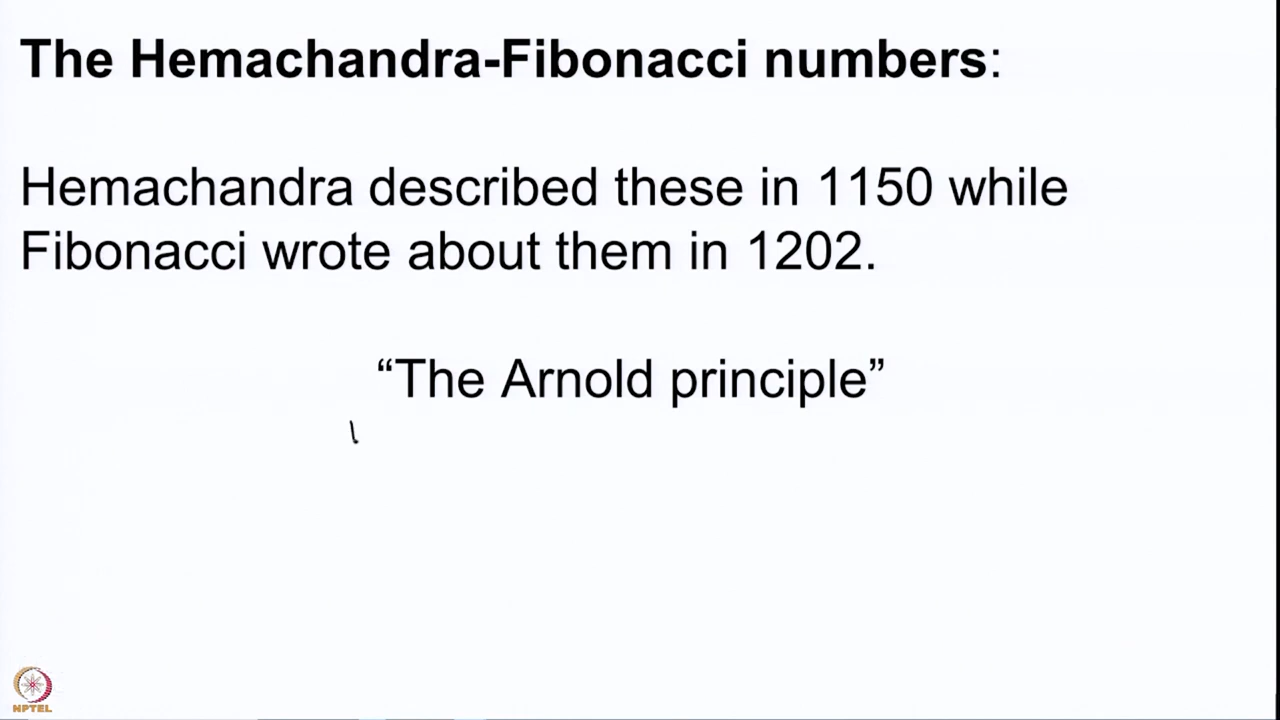 The Hemachandra-Fibonacci numbers:
Hemachandra described these in 1150 while
Fibonacci wrote about them in 1202.
“The Arnold principle”
NPTEL